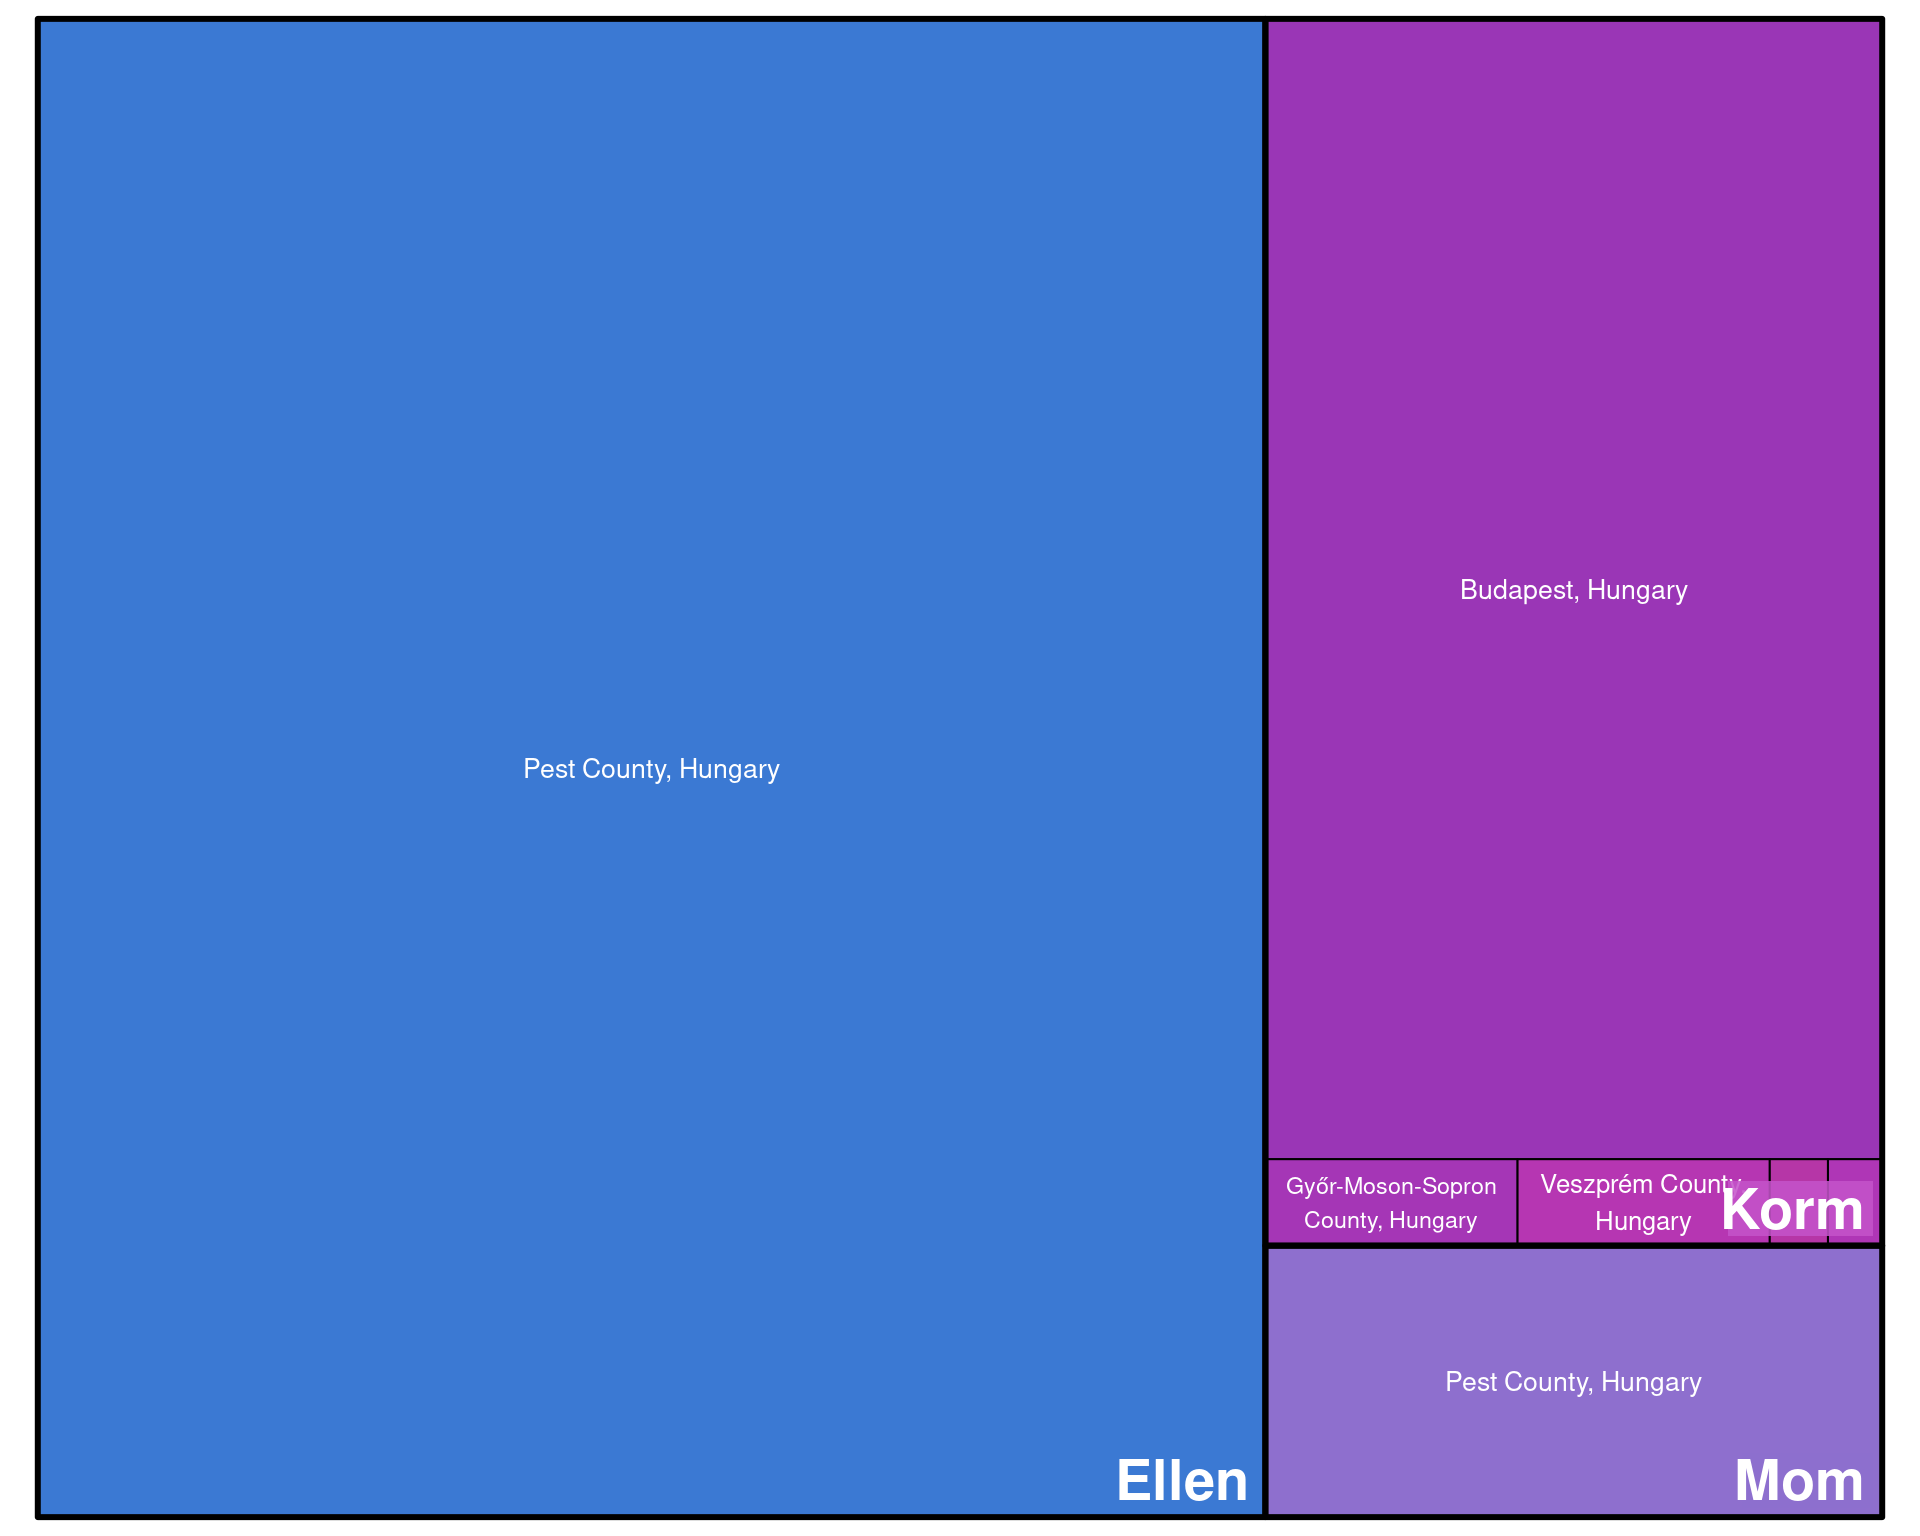 Pest County, Hungary
Ellen
Budapest, Hungary
Győr-Moson-Sopron
County, Hungary
Veszprém County,
Hungary
Korm
Pest County, Hungary
Mom